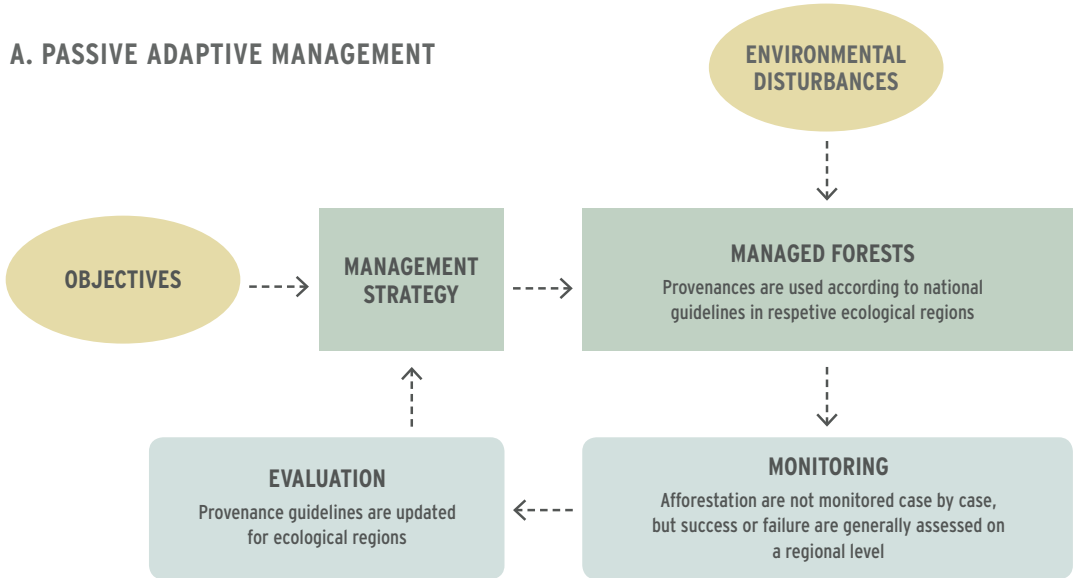 A. PASSIVE ADAPTIVE MANAGEMENT
ENVIRONMENTAL
DISTURBANCES
OBJECTIVES
MANAGEMENT
STRATEGY
MANAGED FORESTS
Provenances are used according to national
guidelines in respetive ecological regions
EVALUATION
Provenance guidelines are updated
for ecological regions
MONITORING
Afforestation are not monitored case by case,
but success or failure are generally assessed on
a regional level